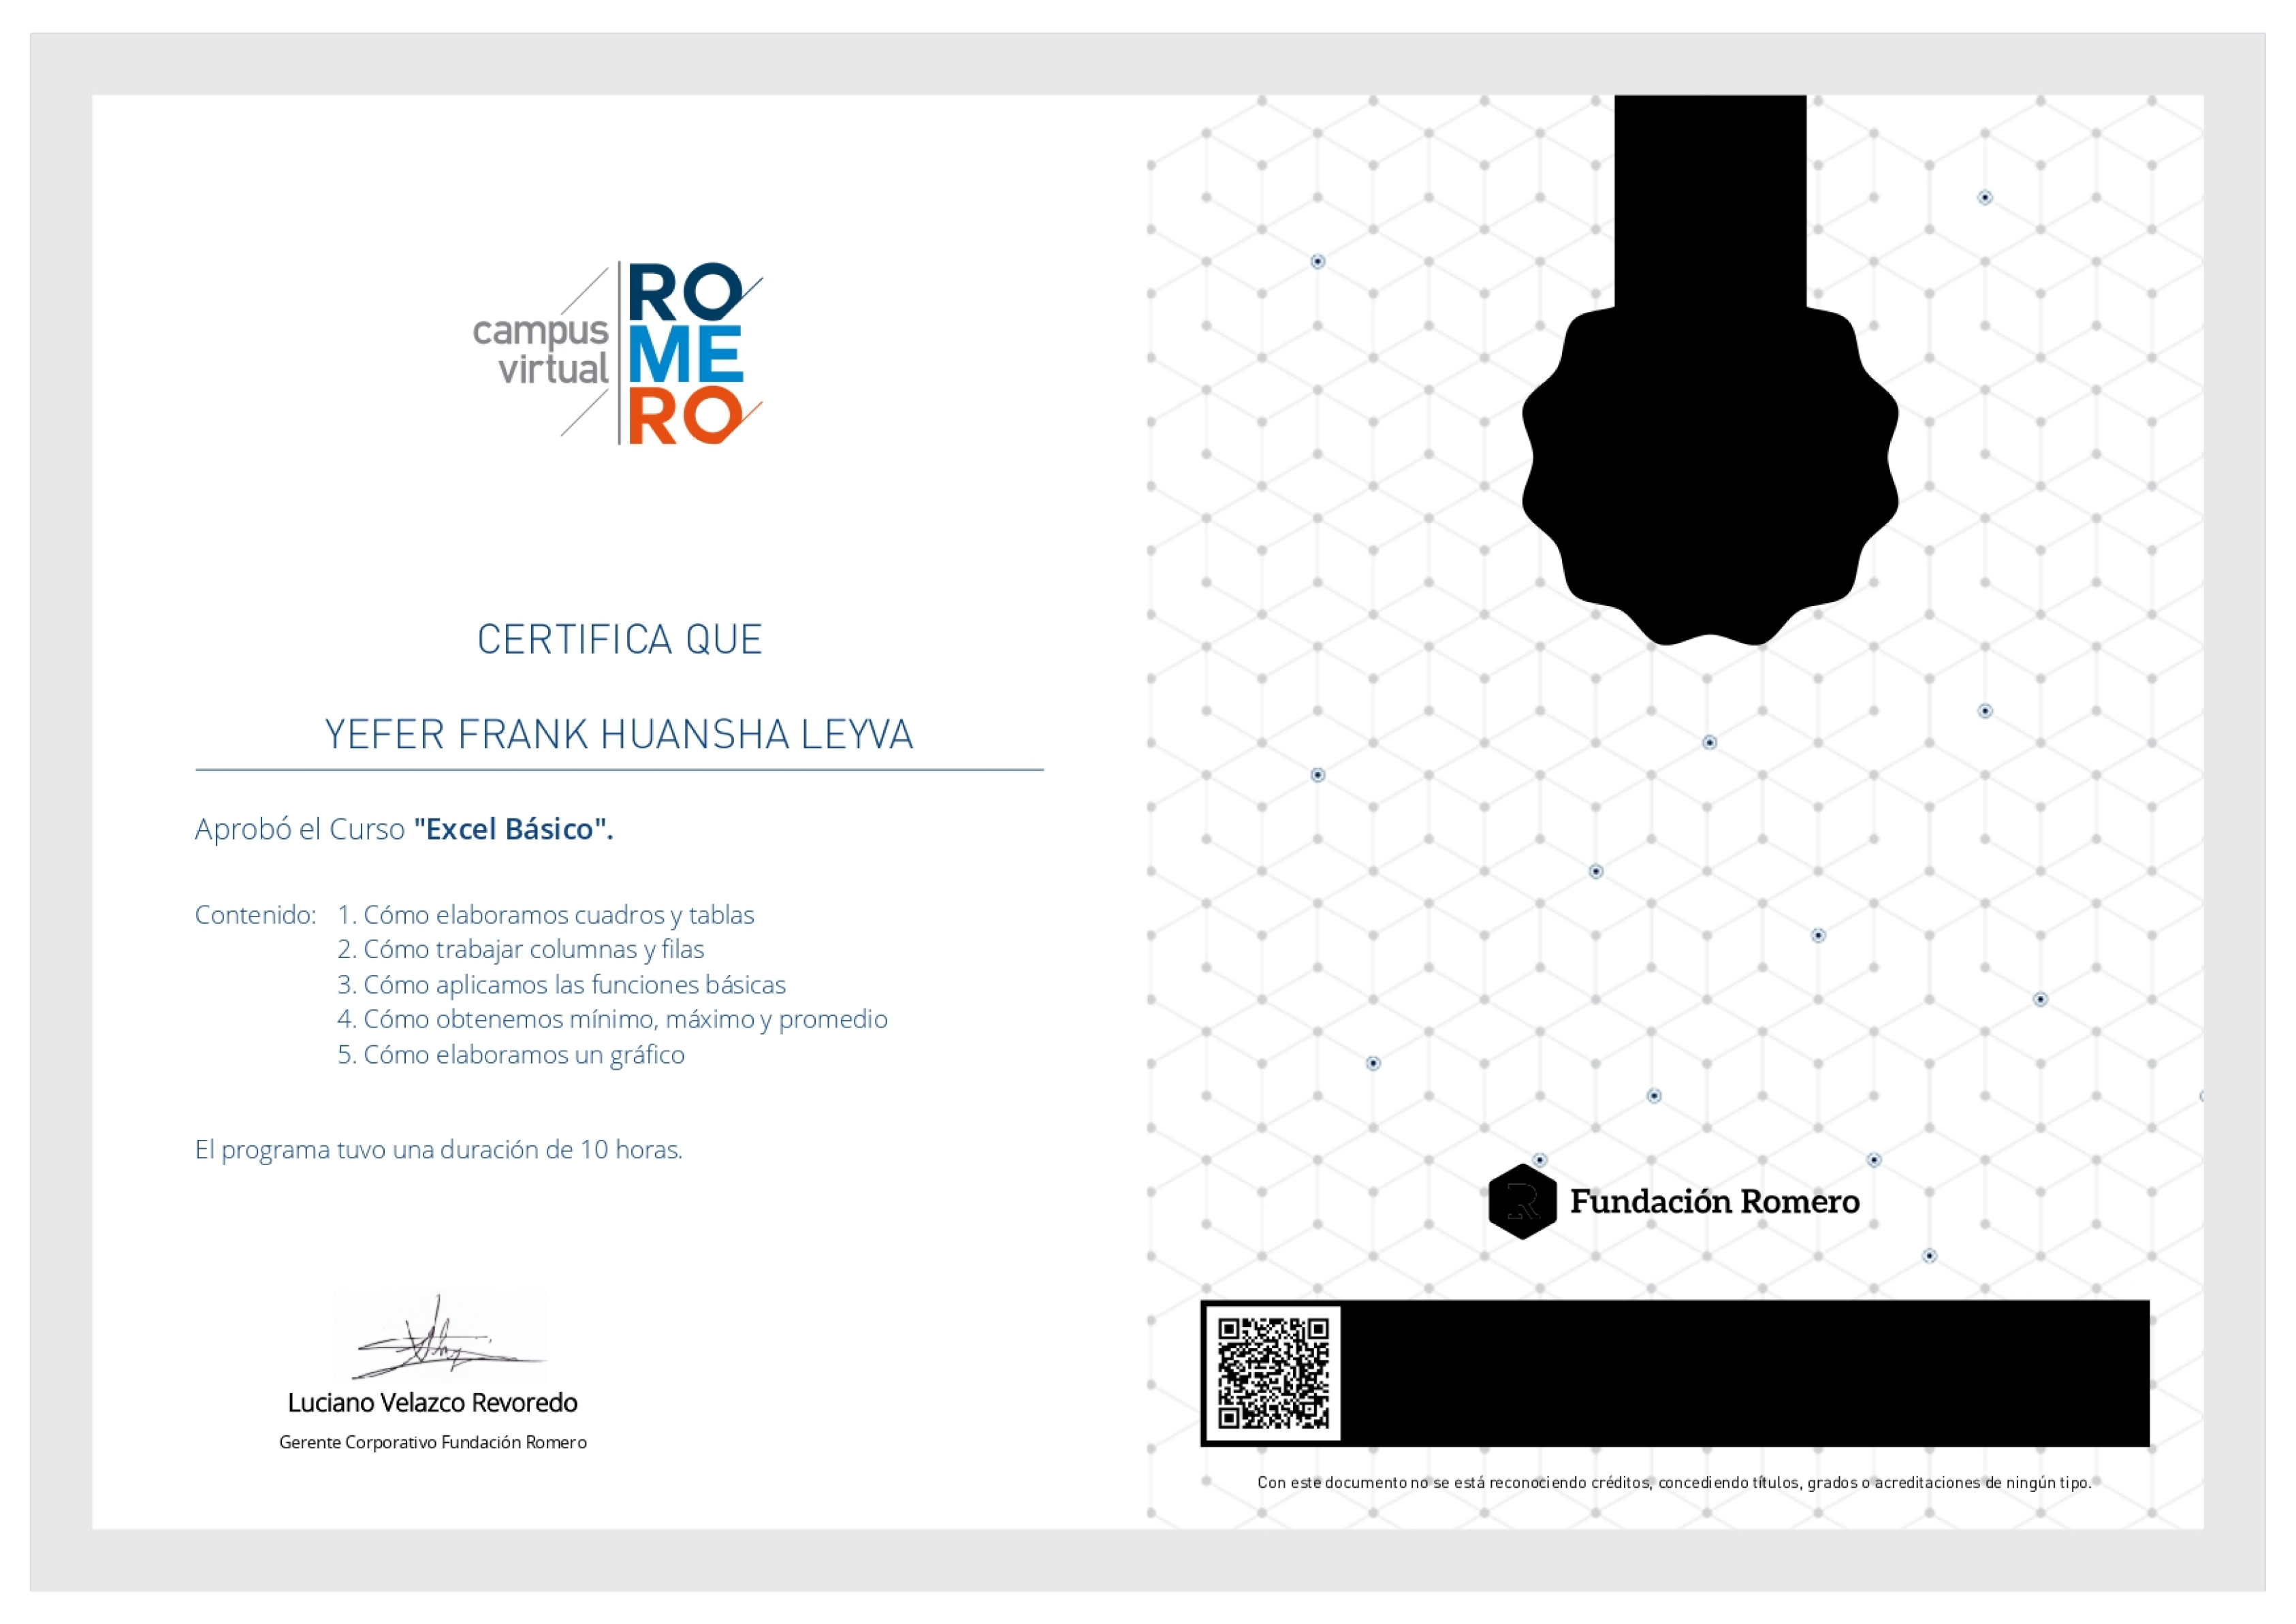 campus
virtual
RO
ME
RO
CERTIFICA QUE
YEFER FRANK HUANSHA LEYVA
Aprobó el Curso "Excel Básico".
Contenido: 1. Cómo elaboramos cuadros y tablas
2. Cómo trabajar columnas y filas
3. Cómo aplicamos las funciones básicas
4. Cómo obtenemos mínimo, máximo y promedio
5. Cómo elaboramos un gráfico
El programa tuvo una duración de 10 horas.
Luciano Velazco Revoredo
Gerente Corporativo Fundación Romero
R Fundación Romero
Con este documento no se está reconociendo créditos, concediendo títulos, grados o acreditaciones de ningún tipo.